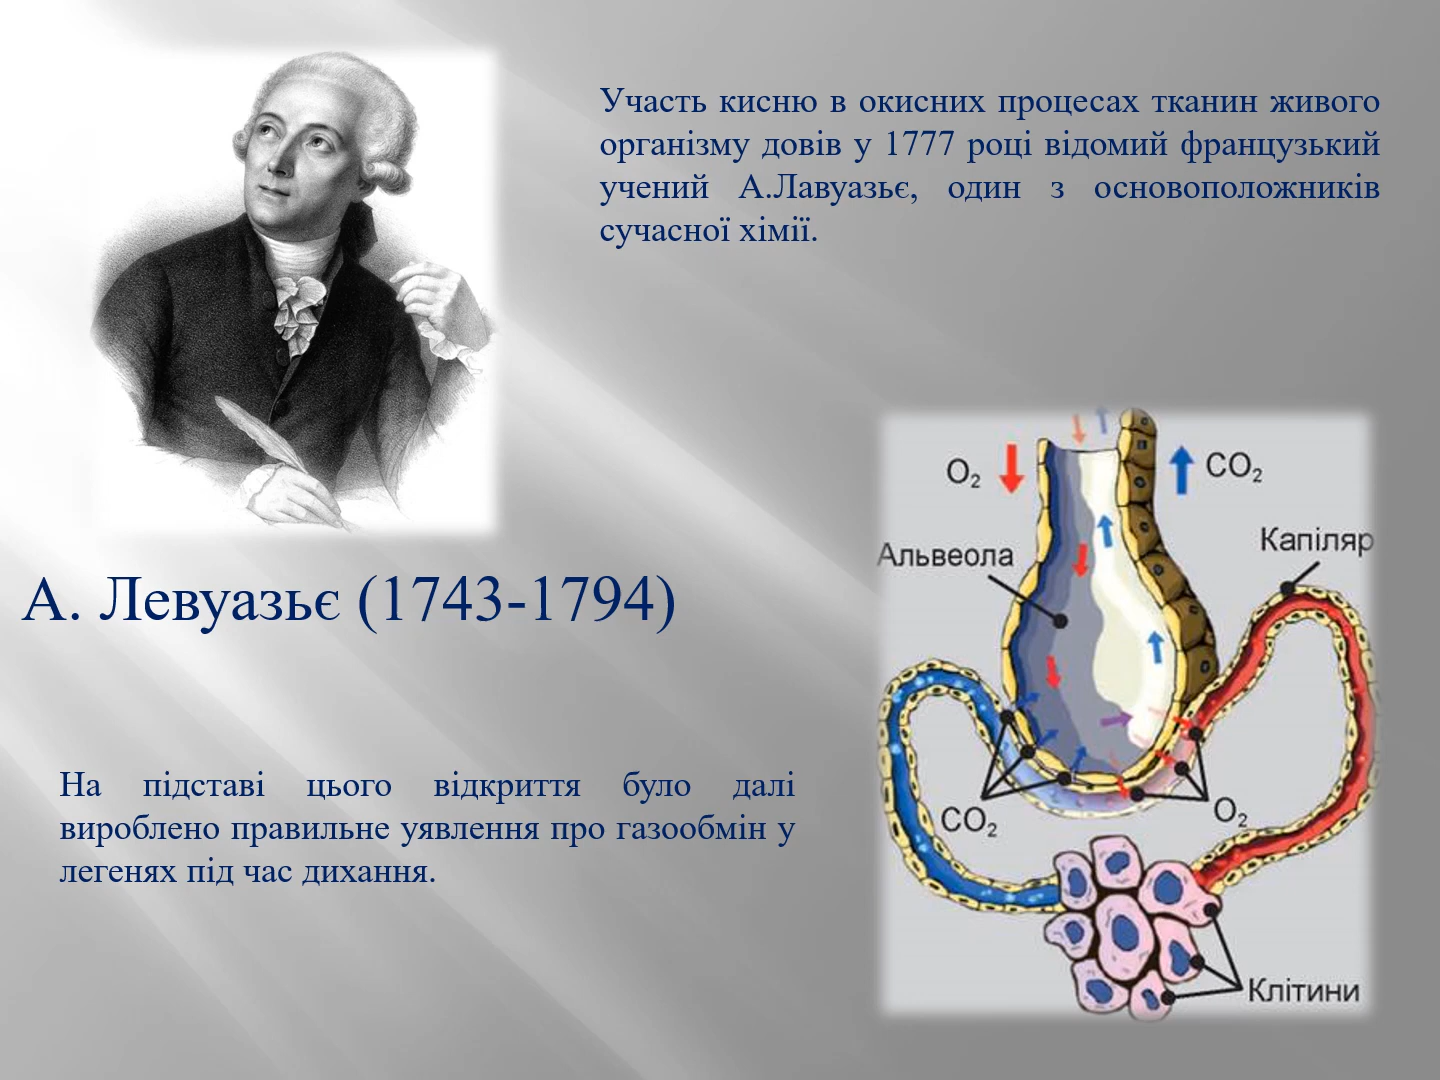 Участь кисню в окисних процесах тканин живого
організму довів у 1777 році відомий французький
учений А.Лавуазьє, один з основоположників
сучасної хімії.
А. Левуазьє (1743-1794)
На підставі цього відкриття було далі
вироблено правильне уявлення про газообмін у
легенях під час дихання.
O₂
CO₂
Альвеола
Капіляр
CO₂
O₂
Клітини